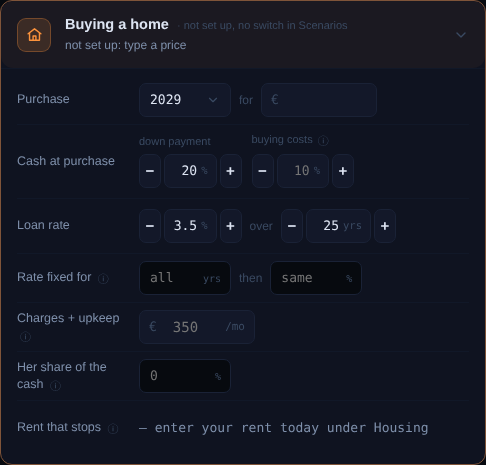 Buying a home · not set up, no switch in Scenarios
not set up: type a price
Purchase 2029 for €
down payment buying costs ⓘ
Cash at purchase − 20 % + − 10 % +
Loan rate − 3.5 % + over − 25 yrs +
Rate fixed for ⓘ all yrs then same %
Charges + upkeep ⓘ € 350 /mo
Her share of the
cash ⓘ 0 %
Rent that stops ⓘ — enter your rent today under Housing